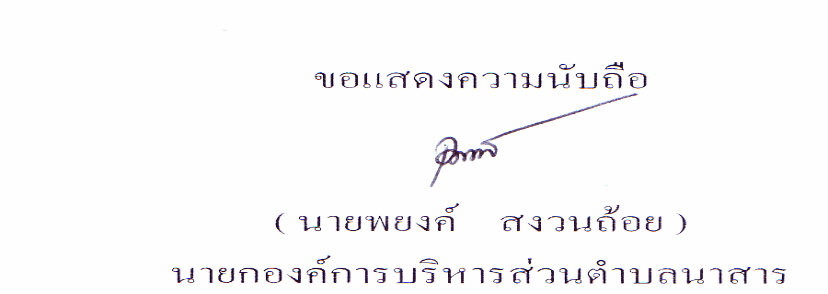 ขอแสดงความนับถือ
( นายพยงค์ สงวนถ้อย )
นายกองค์การบริหารส่วนตำบลนาสาร